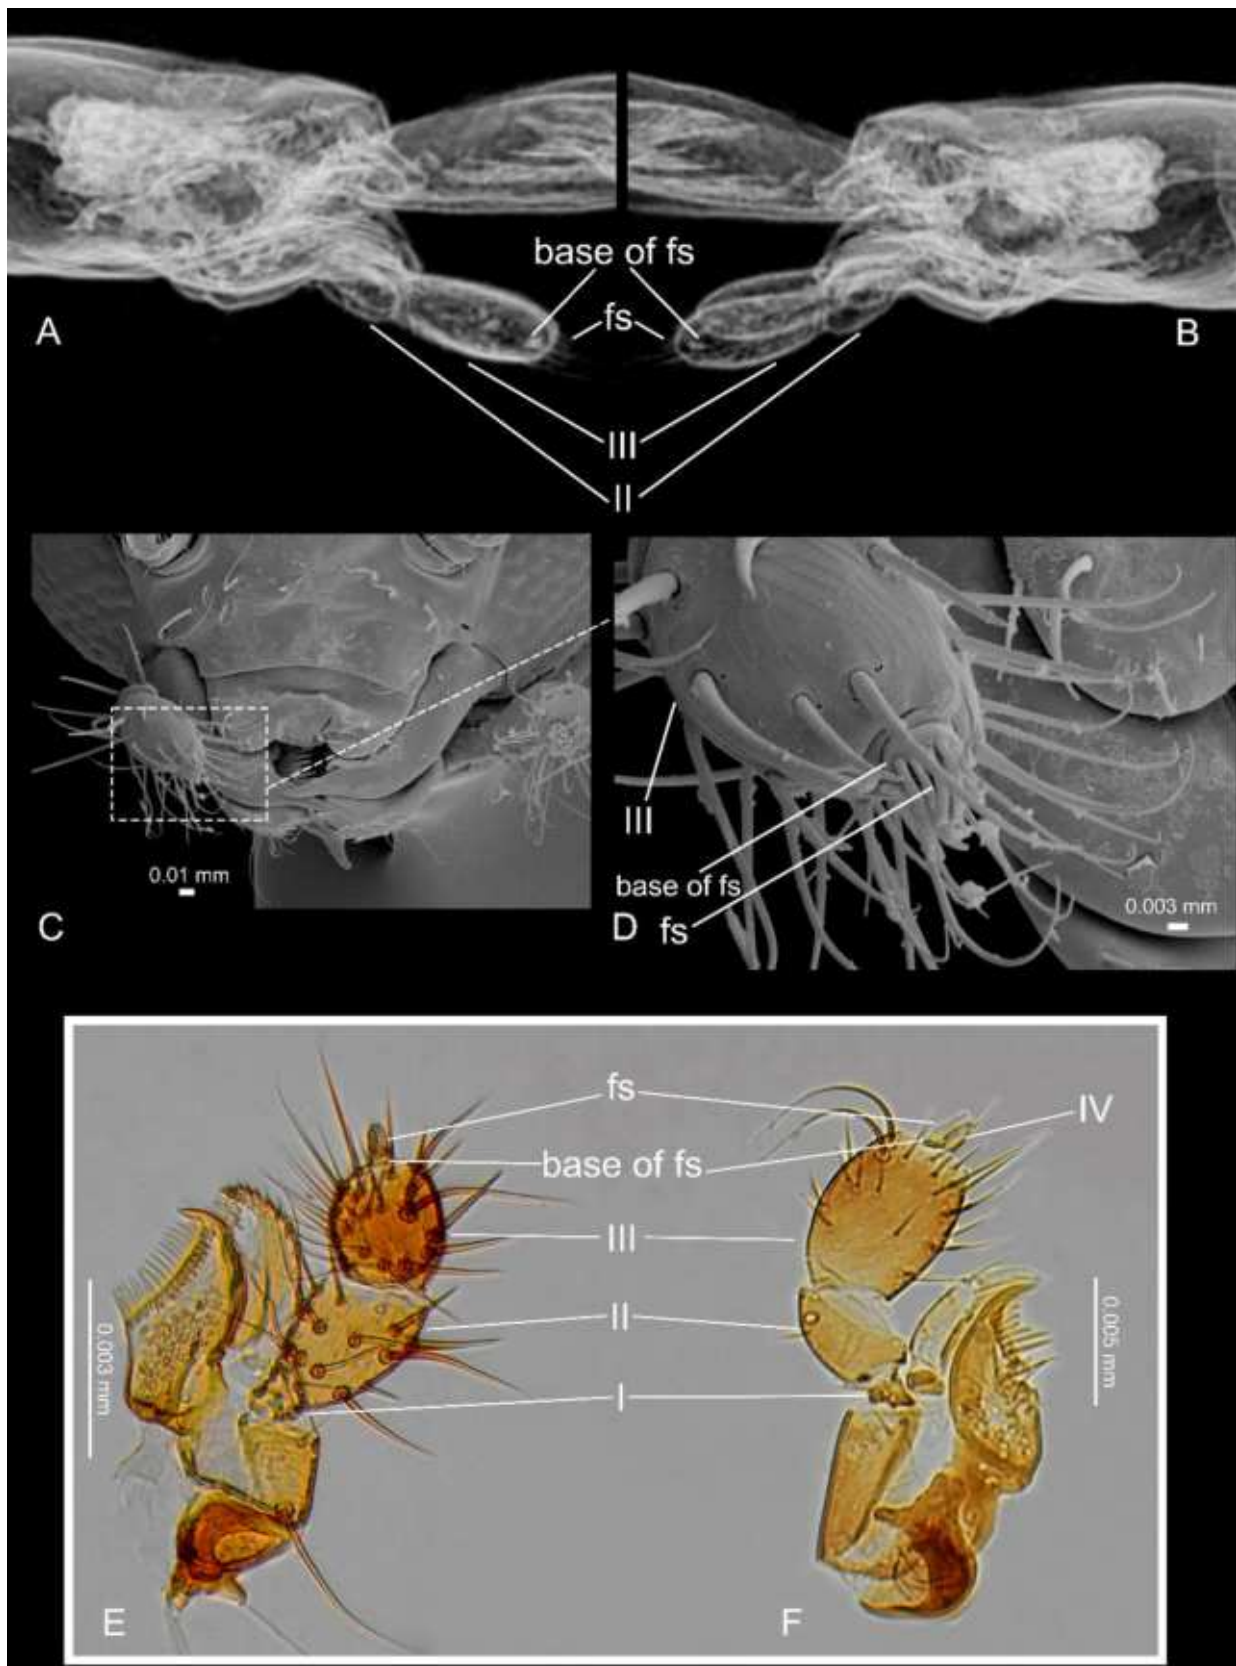 base of fs
fs
A
B
III
II
0.01 mm
C
III
base of fs
fs
D
0.003 mm
fs
IV
base of fs
III
II
I
0.003 mm
0.005 mm
E
F